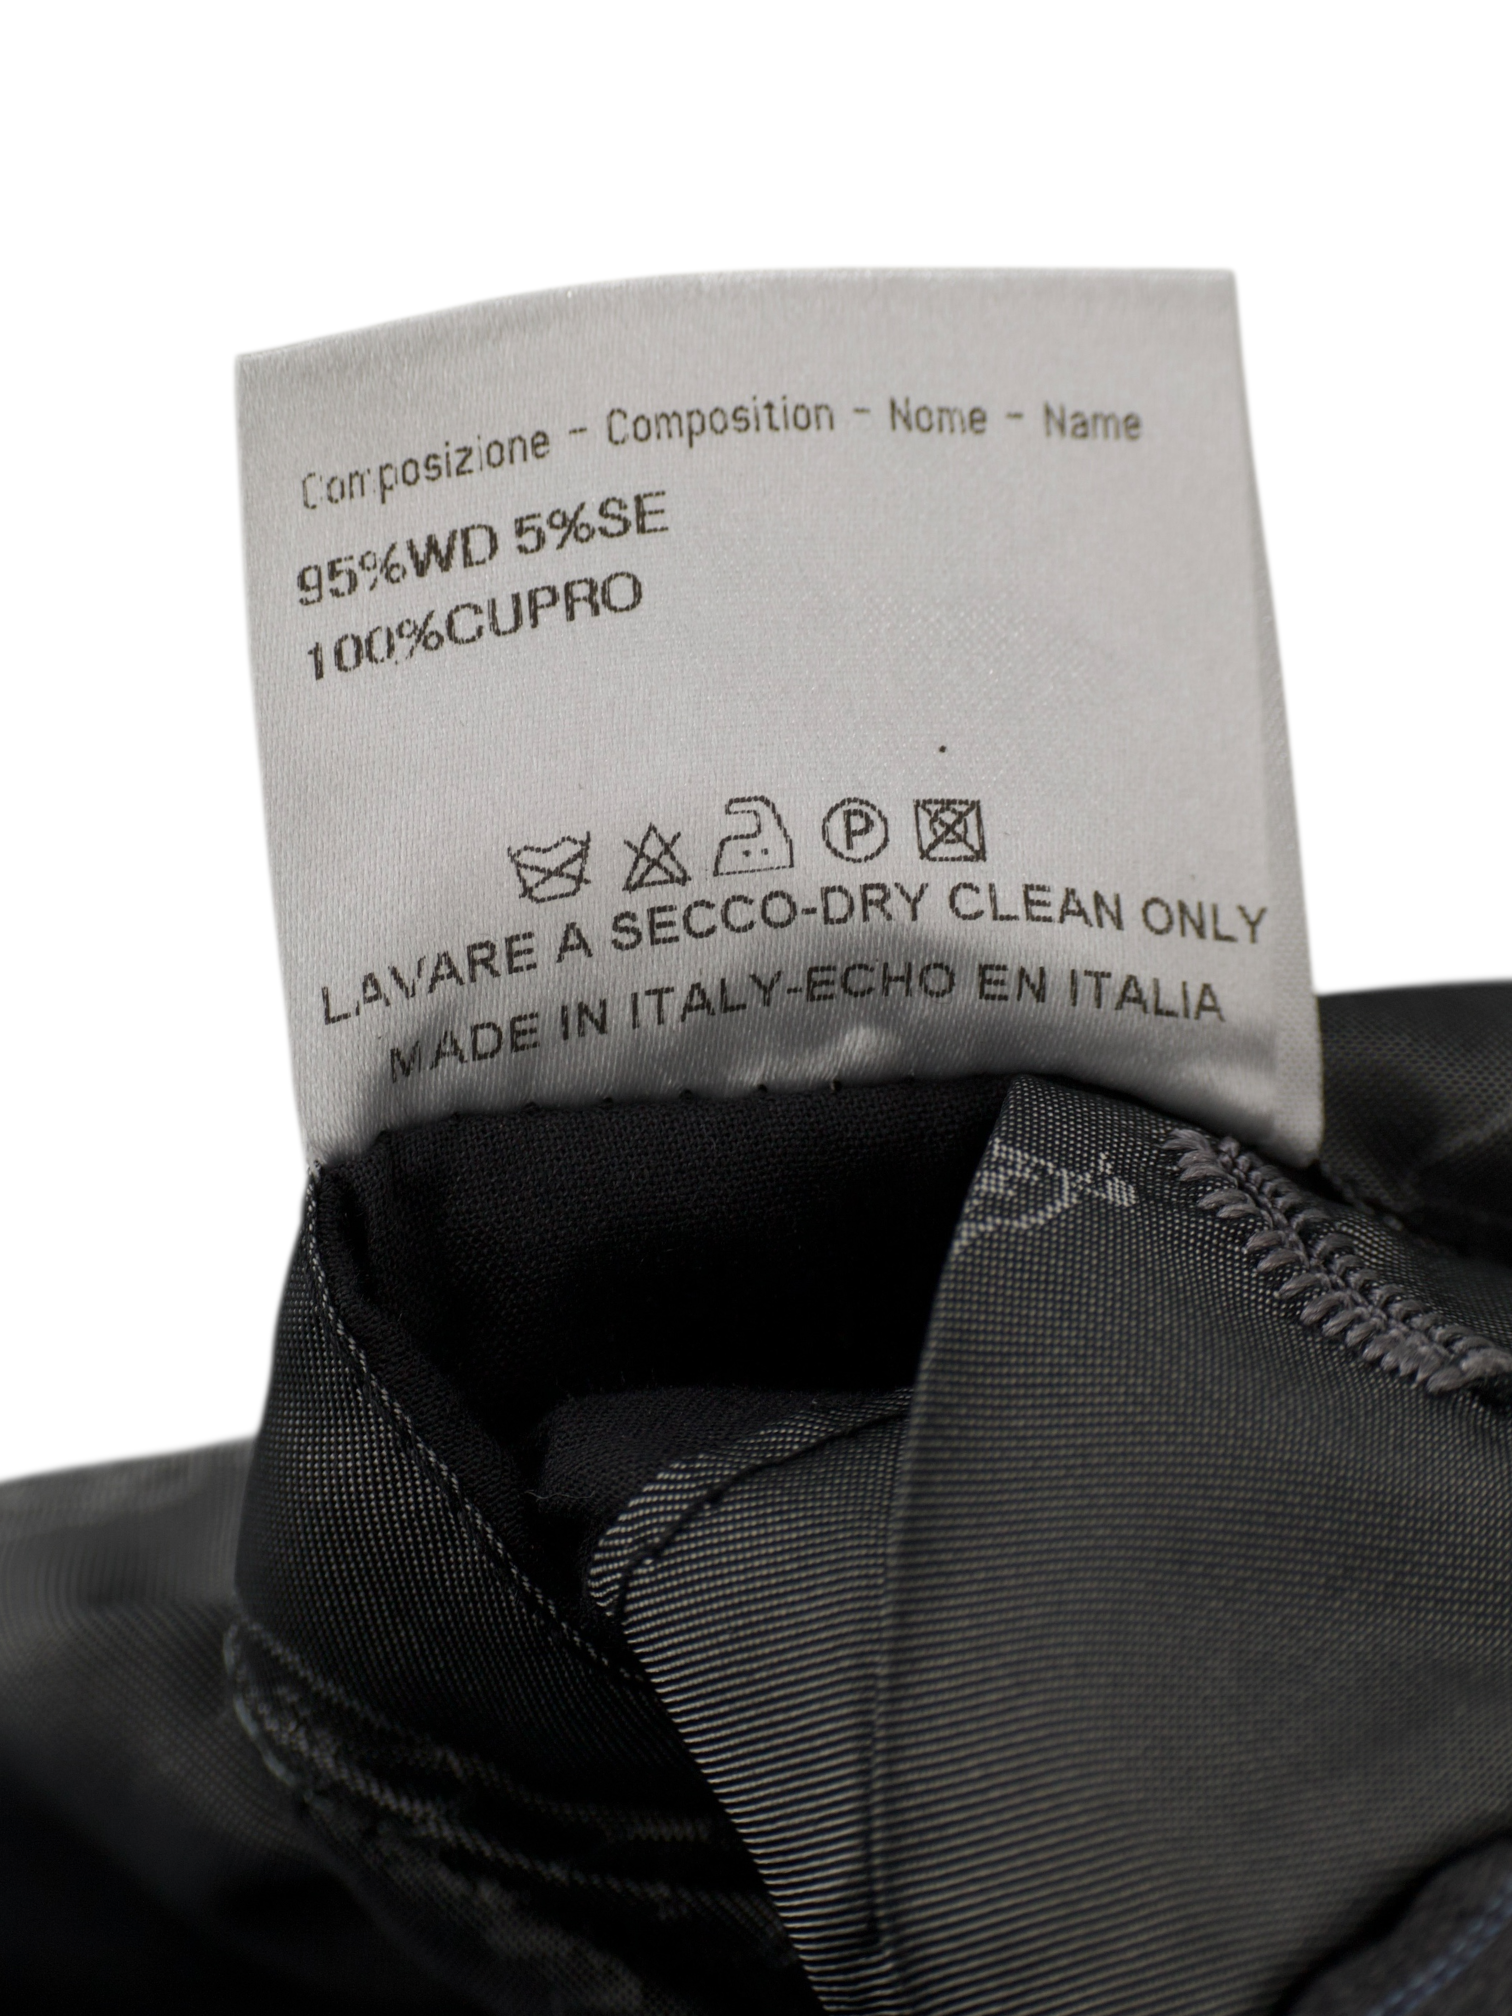 Composizione - Composition - Nome - Name
95%WD 5%SE
100%CUPRO
P
LAVARE A SECCO-DRY CLEAN ONLY
MADE IN ITALY-ECHO EN ITALIA